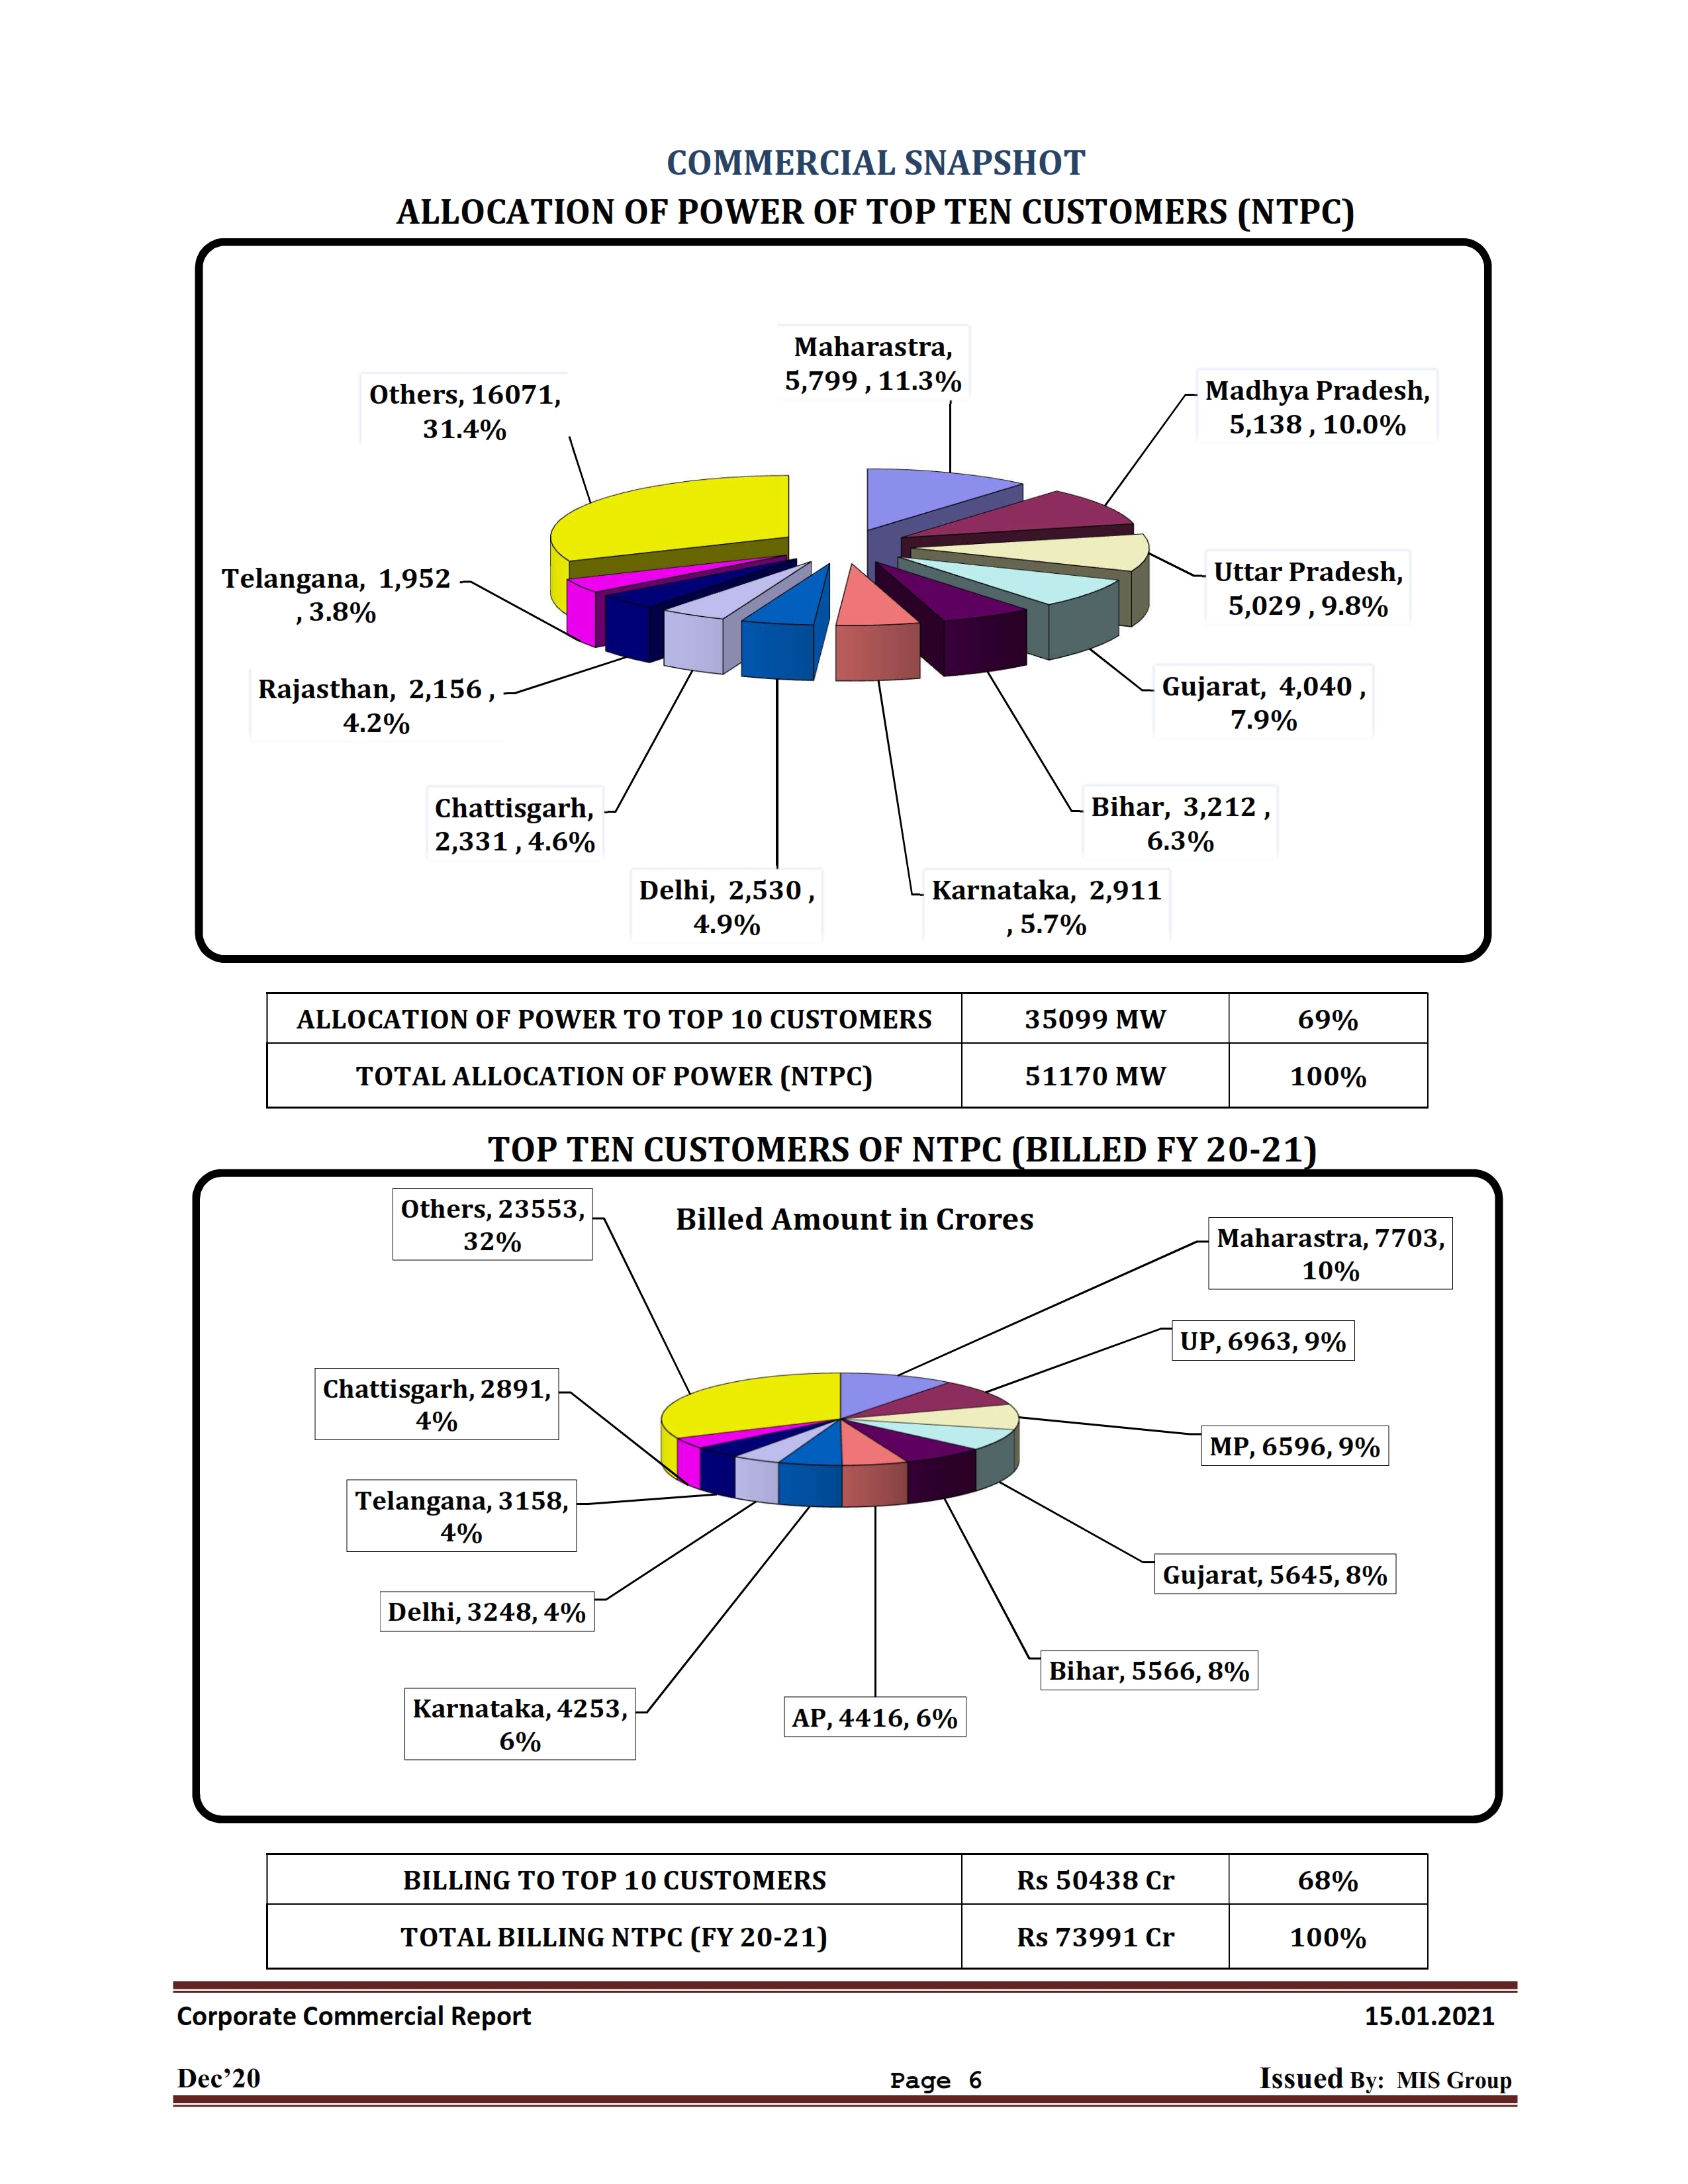 COMMERCIAL SNAPSHOT
ALLOCATION OF POWER OF TOP TEN CUSTOMERS (NTPC)
Maharastra,
5,799 , 11.3%
Madhya Pradesh,
5,138 , 10.0%
Uttar Pradesh,
5,029 , 9.8%
Gujarat, 4,040 ,
7.9%
Bihar, 3,212 ,
6.3%
Karnataka, 2,911
, 5.7%
Delhi, 2,530 ,
4.9%
Chattisgarh,
2,331 , 4.6%
Rajasthan, 2,156 ,
4.2%
Telangana, 1,952
, 3.8%
Others, 16071,
31.4%
ALLOCATION OF POWER TO TOP 10 CUSTOMERS 35099 MW 69%
TOTAL ALLOCATION OF POWER (NTPC) 51170 MW 100%
TOP TEN CUSTOMERS OF NTPC (BILLED FY 20-21)
Billed Amount in Crores
Maharastra, 7703,
10%
UP, 6963, 9%
MP, 6596, 9%
Gujarat, 5645, 8%
Bihar, 5566, 8%
AP, 4416, 6%
Karnataka, 4253,
6%
Delhi, 3248, 4%
Telangana, 3158,
4%
Chattisgarh, 2891,
4%
Others, 23553,
32%
BILLING TO TOP 10 CUSTOMERS Rs 50438 Cr 68%
TOTAL BILLING NTPC (FY 20-21) Rs 73991 Cr 100%
Corporate Commercial Report 15.01.2021
Dec’20 Page 6 Issued By: MIS Group